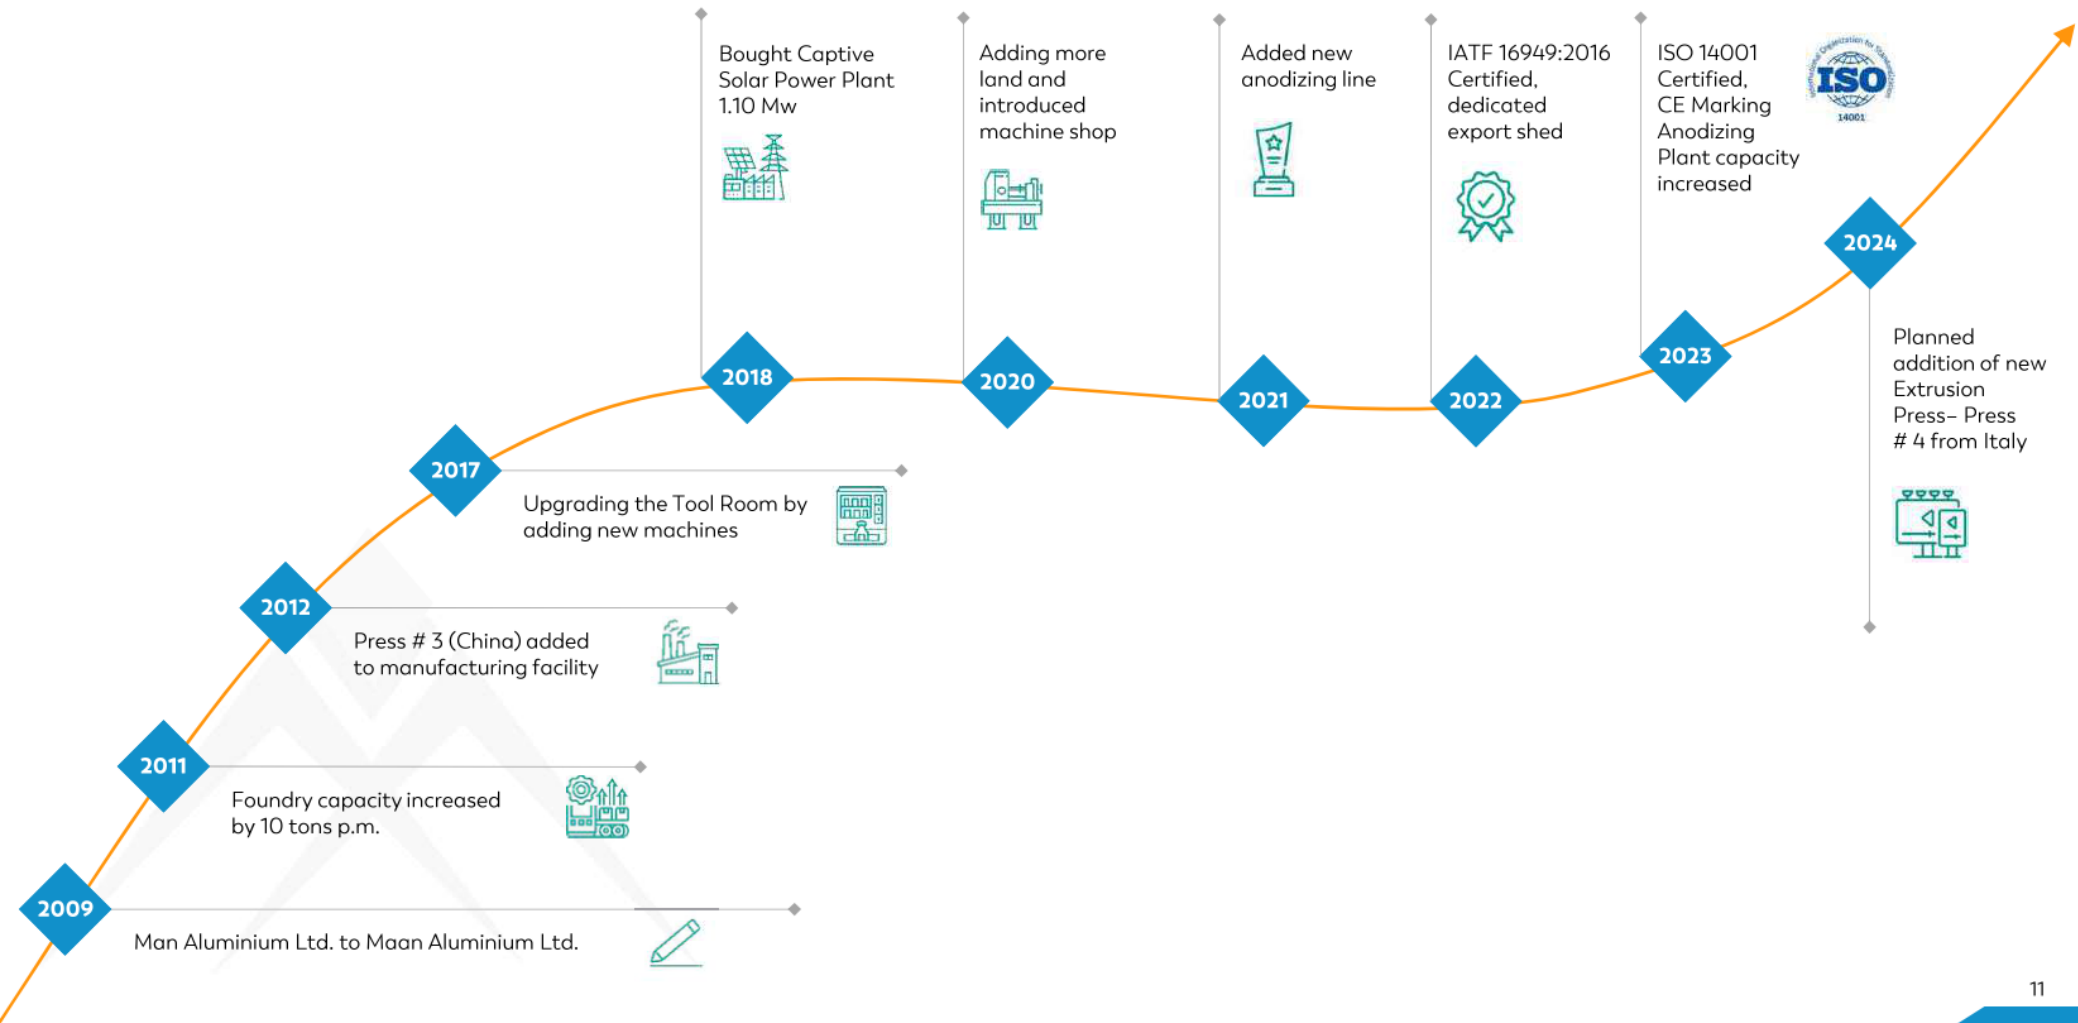 Bought Captive
Solar Power Plant
1.10 Mw
Adding more
land and
introduced
machine shop
Added new
anodizing line
IATF 16949:2016
Certified,
dedicated
export shed
ISO 14001
Certified,
CE Marking
Anodizing
Plant capacity
increased
International Organization for Standardization
ISO
14001
2024
Planned
addition of new
Extrusion
Press– Press
# 4 from Italy
2023
2018
2020
2021
2022
2017
Upgrading the Tool Room by
adding new machines
2012
Press # 3 (China) added
to manufacturing facility
2011
Foundry capacity increased
by 10 tons p.m.
2009
Man Aluminium Ltd. to Maan Aluminium Ltd.
11